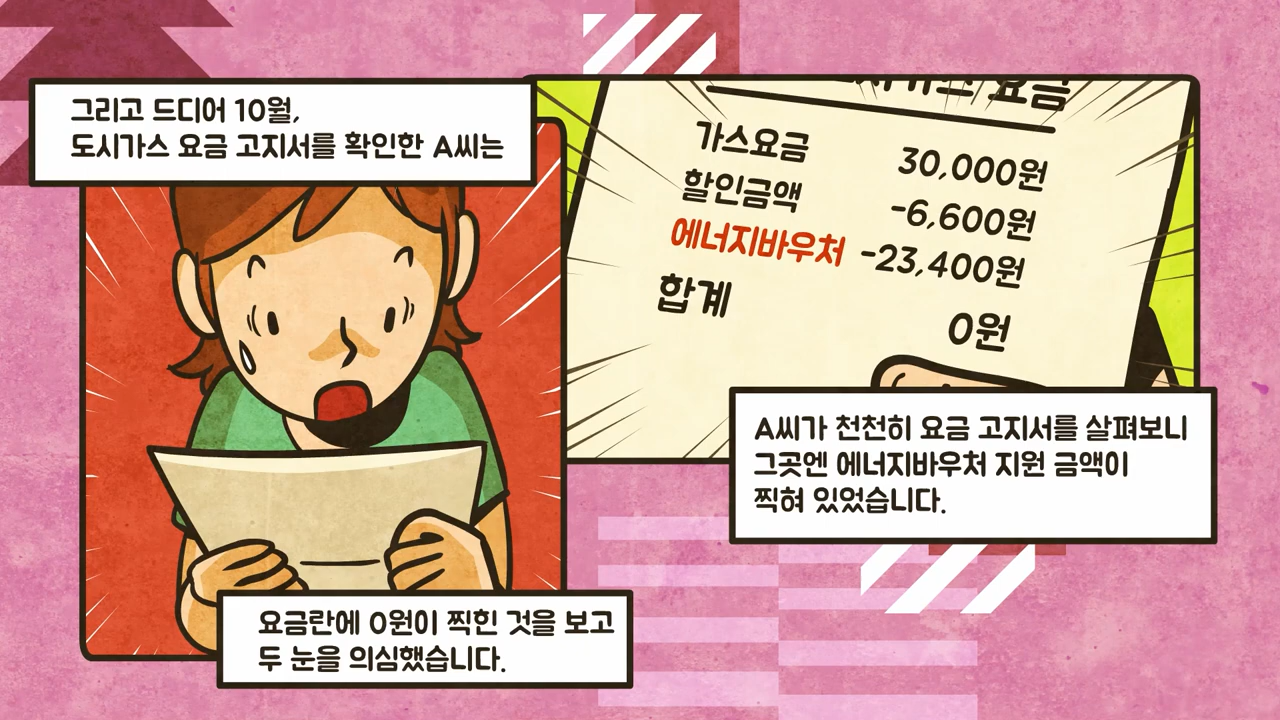 그리고 드디어 10월,
도시가스 요금 고지서를 확인한 A씨는
요금란에 0원이 찍힌 것을 보고
두 눈을 의심했습니다.
요금
가스요금 30,000원
할인금액 -6,600원
에너지바우처 -23,400원
합계 0원
A씨가 천천히 요금 고지서를 살펴보니
그곳엔 에너지바우처 지원 금액이
찍혀 있었습니다.